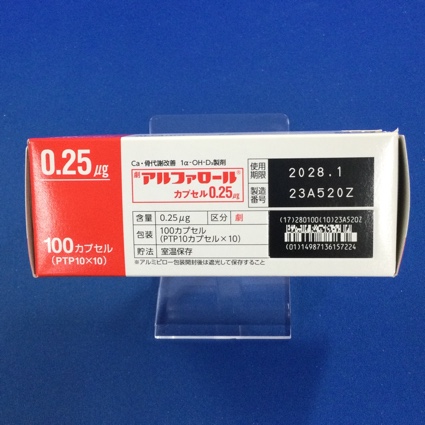 0.25μg
100カプセル
(PTP10×10)
Ca・骨代謝改善 1α-OH-D₃製剤
劇 アルファロール®
カプセル0.25μg
含量 0.25μg 区分 劇
包装 100カプセル
(PTP10カプセル×10)
貯法 室温保存
※アルミピロー包装開封後は遮光して保存すること
使用期限 2028.1
製造番号 23A520Z
(17)280100(10)23A520Z
(01)14987136157224